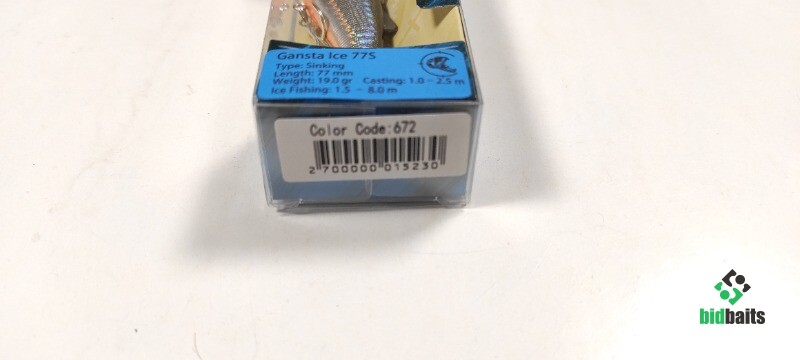 Gansta Ice 77S
Type: Sinking
Length: 77 mm
Weight: 19.0 gr Casting: 1.0 - 2.5 m
Ice Fishing: 1.5 - 8.0 m
Color Code:672
2 700000 015230
bidbaits